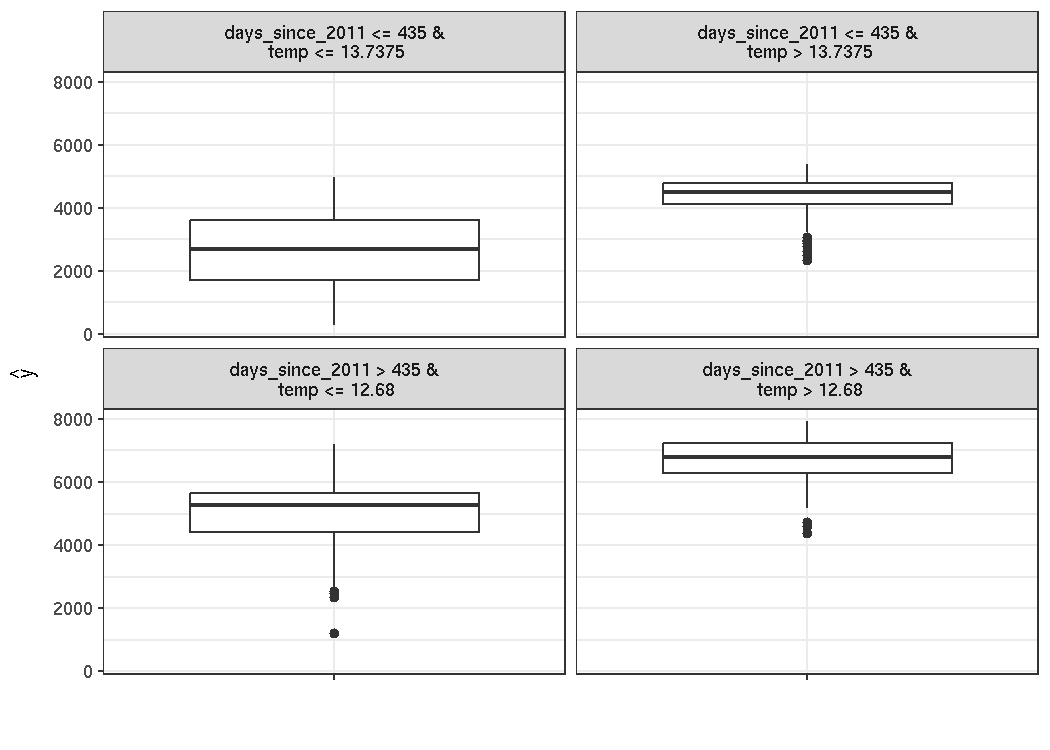 days_since_2011 <= 435 &
temp <= 13.7375
days_since_2011 <= 435 &
temp > 13.7375
8000
6000
4000
2000
0
ŷ
days_since_2011 > 435 &
temp <= 12.68
days_since_2011 > 435 &
temp > 12.68
8000
6000
4000
2000
0